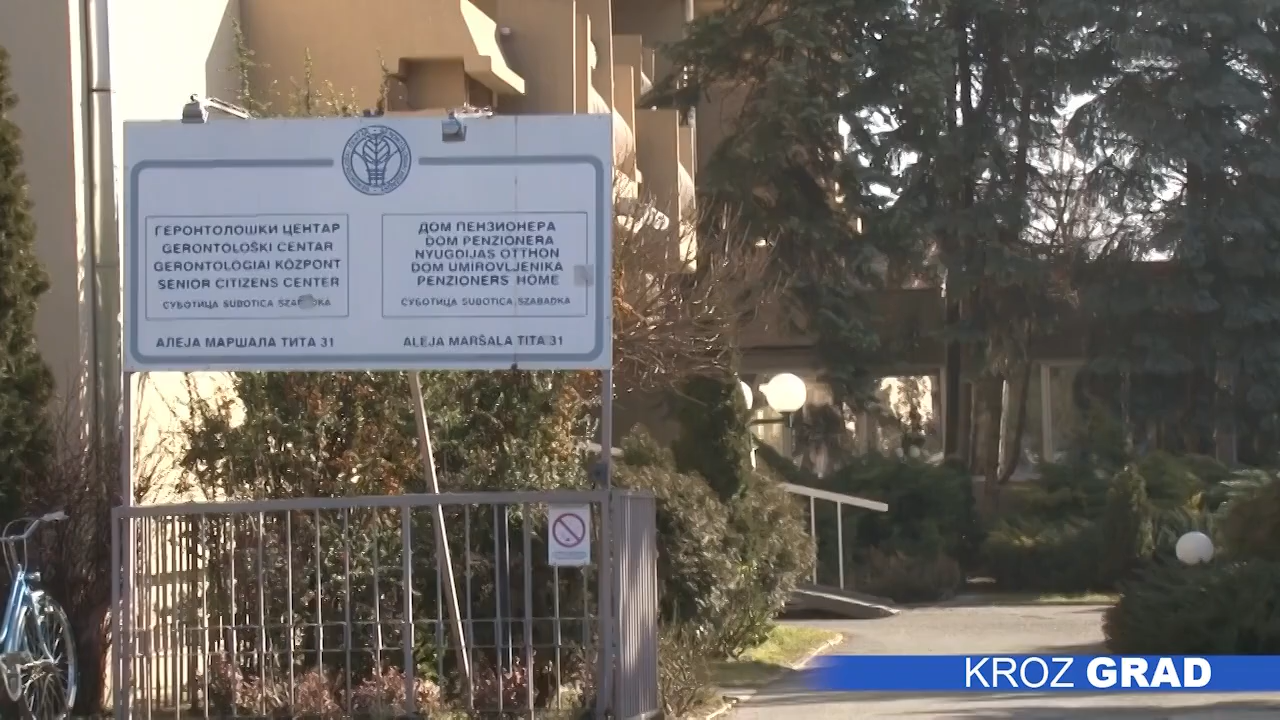 ГЕРОНТОЛОШКИ ЦЕНТАР
GERONTOLOŠKI CENTAR
GERONTOLOGIAI KÖZPONT
SENIOR CITIZENS CENTER
СУБОТИЦА SUBOTICA SZABADKA
ДОМ ПЕНЗИОНЕРА
DOM PENZIONERA
NYUGDIJAS OTTHON
DOM UMIROVLJENIKA
PENZIONERS HOME
СУБОТИЦА SUBOTICA SZABADKA
АЛЕЈА МАРШАЛА ТИТА 31
ALEJA MARŠALA TITA 31
KROZ GRAD